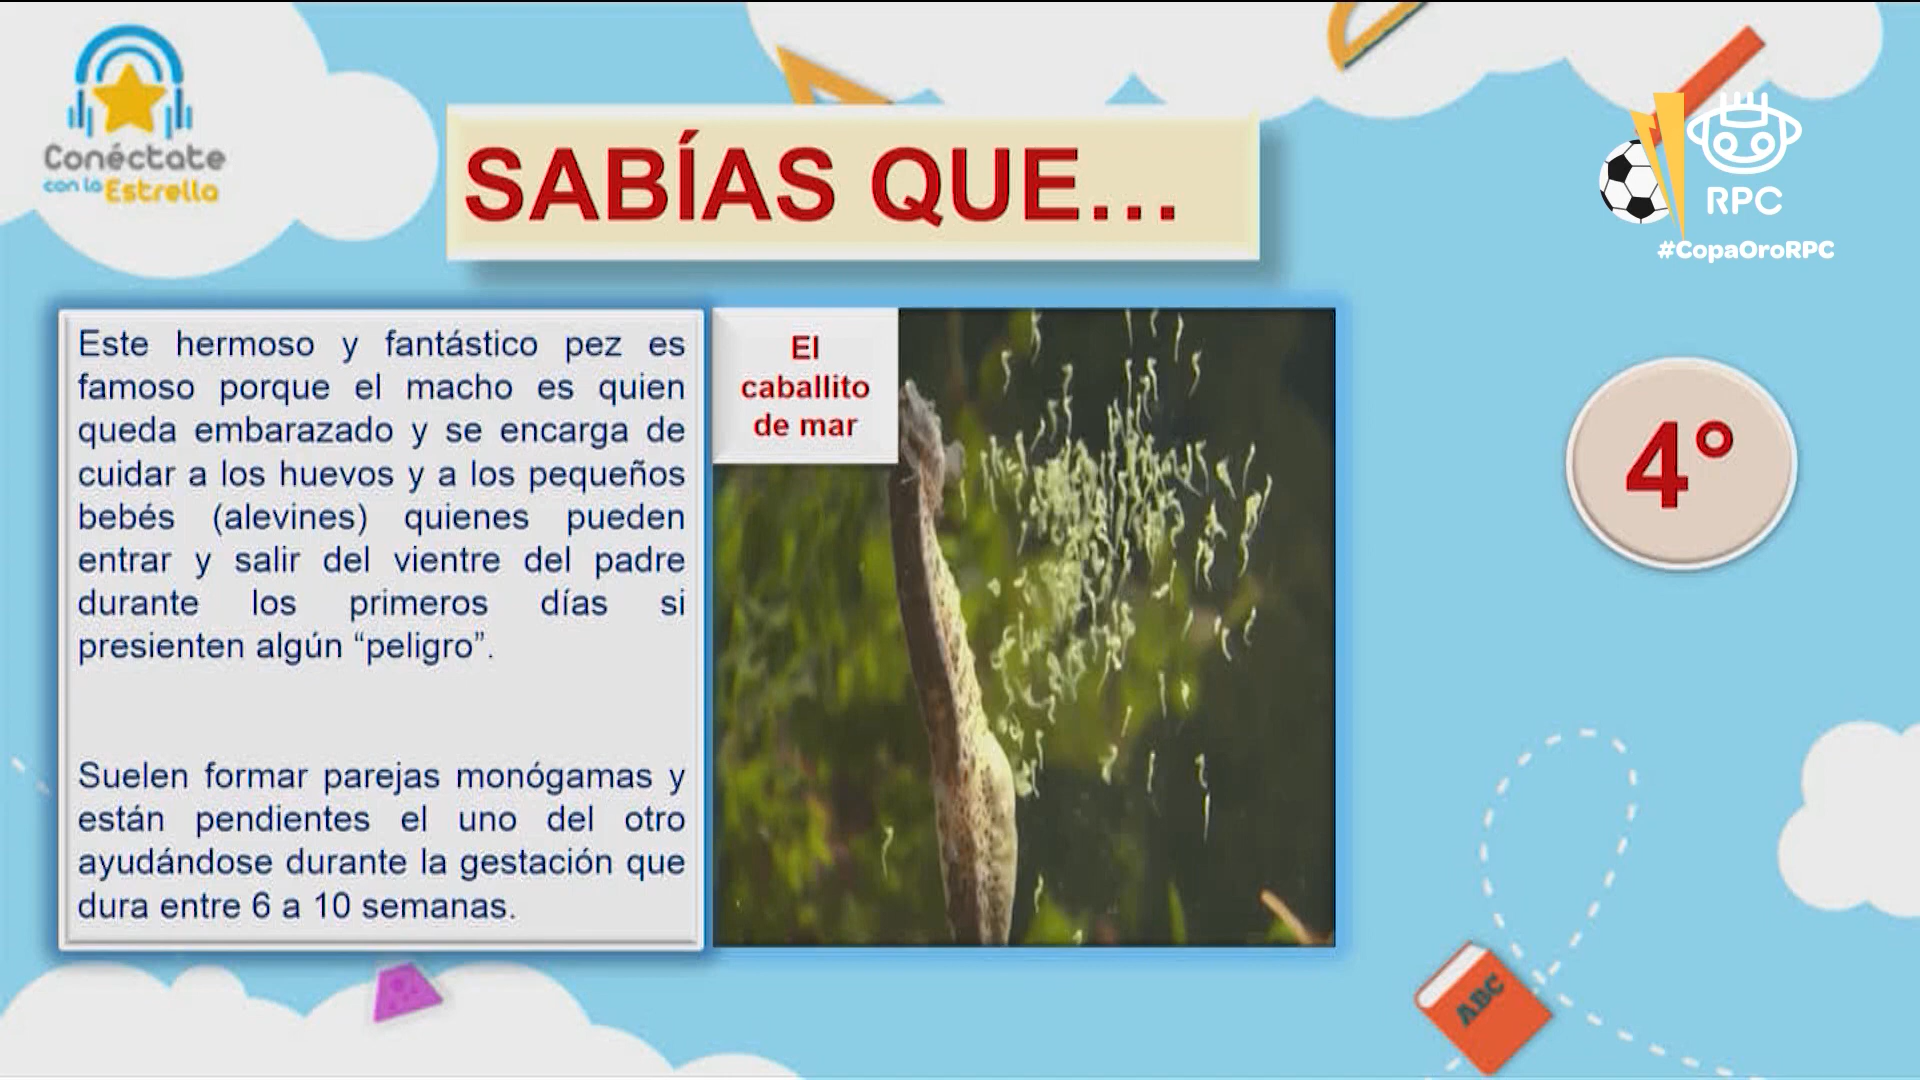 Conéctate
con la Estrella
SABÍAS QUE...
RPC
#CopaOroRPC
Este hermoso y fantástico pez es
famoso porque el macho es quien
queda embarazado y se encarga de
cuidar a los huevos y a los pequeños
bebés (alevines) quienes pueden
entrar y salir del vientre del padre
durante los primeros días si
presienten algún “peligro”.
Suelen formar parejas monógamas y
están pendientes el uno del otro
ayudándose durante la gestación que
dura entre 6 a 10 semanas.
El
caballito
de mar
4°
ABC